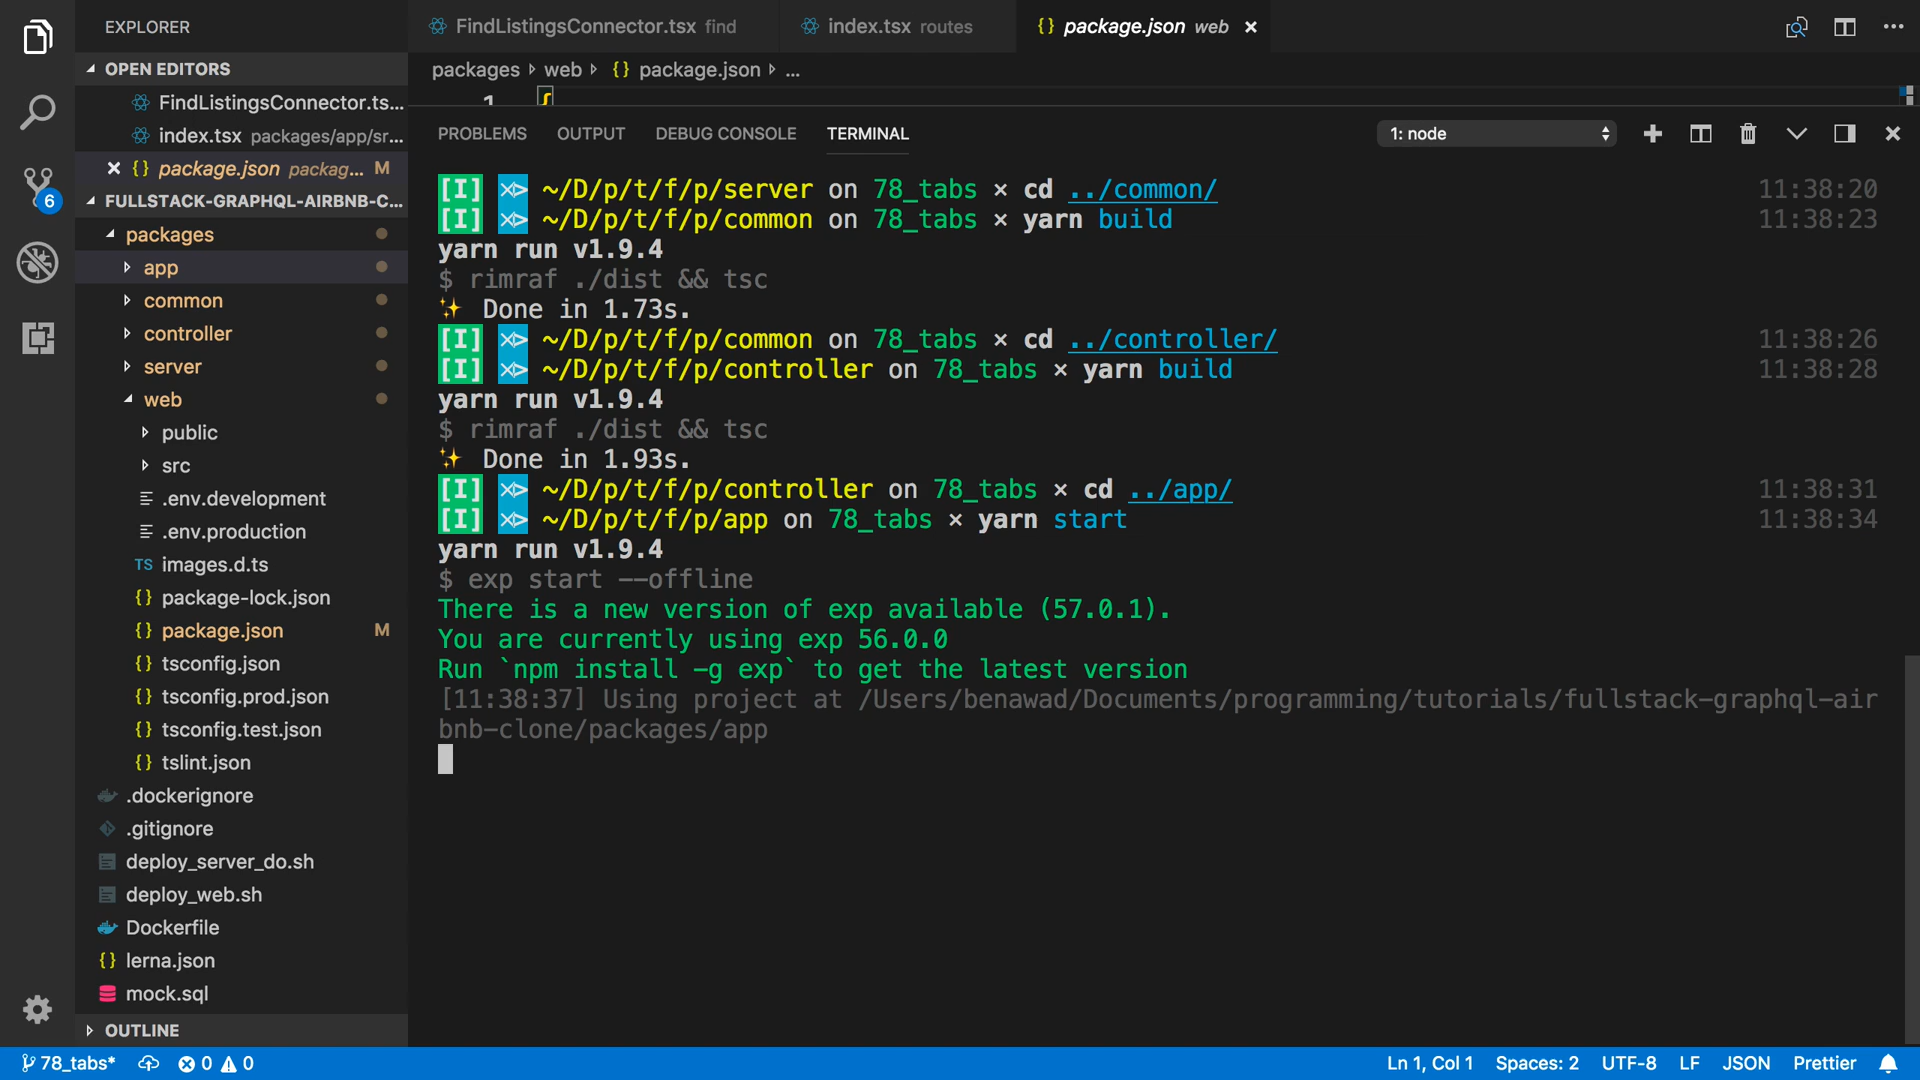 EXPLORER
OPEN EDITORS
FindListingsConnector.ts...
index.tsx packages/app/sr...
package.json packag... M
FULLSTACK-GRAPHQL-AIRBNB-C...
packages
app
common
controller
server
web
public
src
.env.development
.env.production
TS images.d.ts
{} package-lock.json
{} package.json M
{} tsconfig.json
{} tsconfig.prod.json
{} tsconfig.test.json
{} tslint.json
.dockerignore
.gitignore
deploy_server_do.sh
deploy_web.sh
Dockerfile
{} lerna.json
mock.sql
OUTLINE
6
FindListingsConnector.tsx find
index.tsx routes
{} package.json web
packages web {} package.json ...
1 {
PROBLEMS OUTPUT DEBUG CONSOLE TERMINAL 1: node
[I] ~/D/p/t/f/p/server on 78_tabs × cd ../common/ 11:38:20
[I] ~/D/p/t/f/p/common on 78_tabs × yarn build 11:38:23
yarn run v1.9.4
$ rimraf ./dist && tsc
✨ Done in 1.73s.
[I] ~/D/p/t/f/p/common on 78_tabs × cd ../controller/ 11:38:26
[I] ~/D/p/t/f/p/controller on 78_tabs × yarn build 11:38:28
yarn run v1.9.4
$ rimraf ./dist && tsc
✨ Done in 1.93s.
[I] ~/D/p/t/f/p/controller on 78_tabs × cd ../app/ 11:38:31
[I] ~/D/p/t/f/p/app on 78_tabs × yarn start 11:38:34
yarn run v1.9.4
$ exp start --offline
There is a new version of exp available (57.0.1).
You are currently using exp 56.0.0
Run `npm install -g exp` to get the latest version
[11:38:37] Using project at /Users/benawad/Documents/programming/tutorials/fullstack-graphql-air
bnb-clone/packages/app
78_tabs* 0 0 Ln 1, Col 1 Spaces: 2 UTF-8 LF JSON Prettier